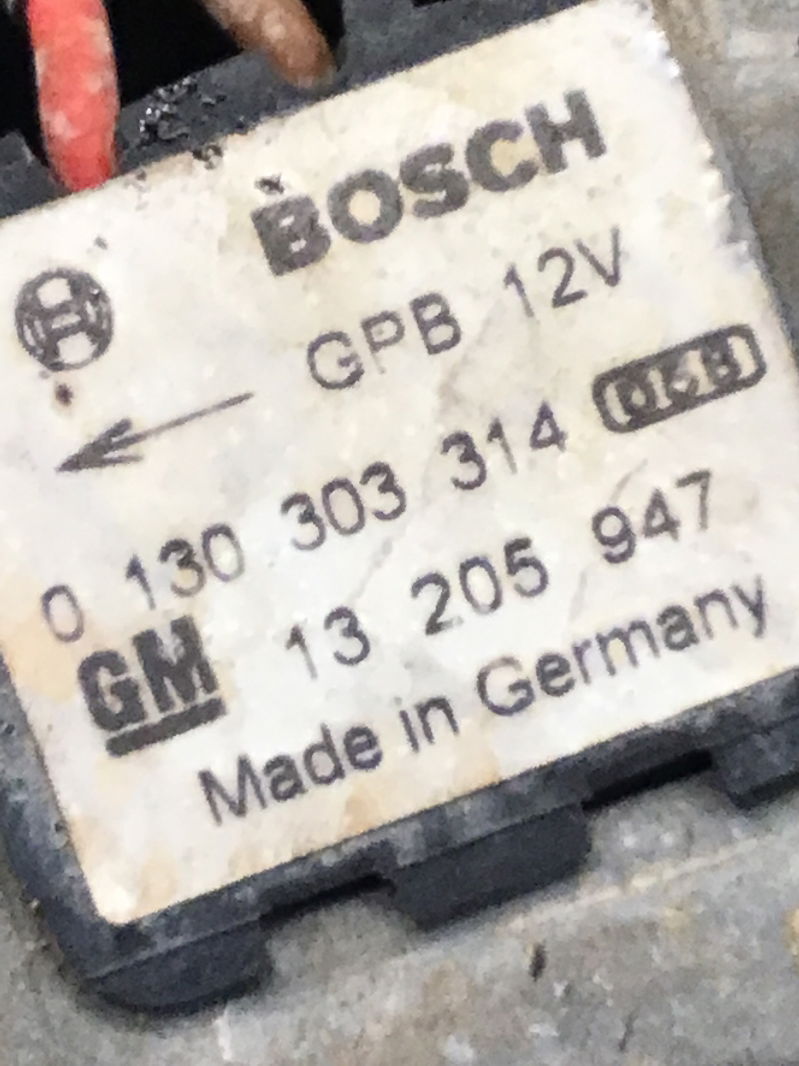 BOSCH
GPB 12V
0 130 303 314
GM 13 205 947
Made in Germany